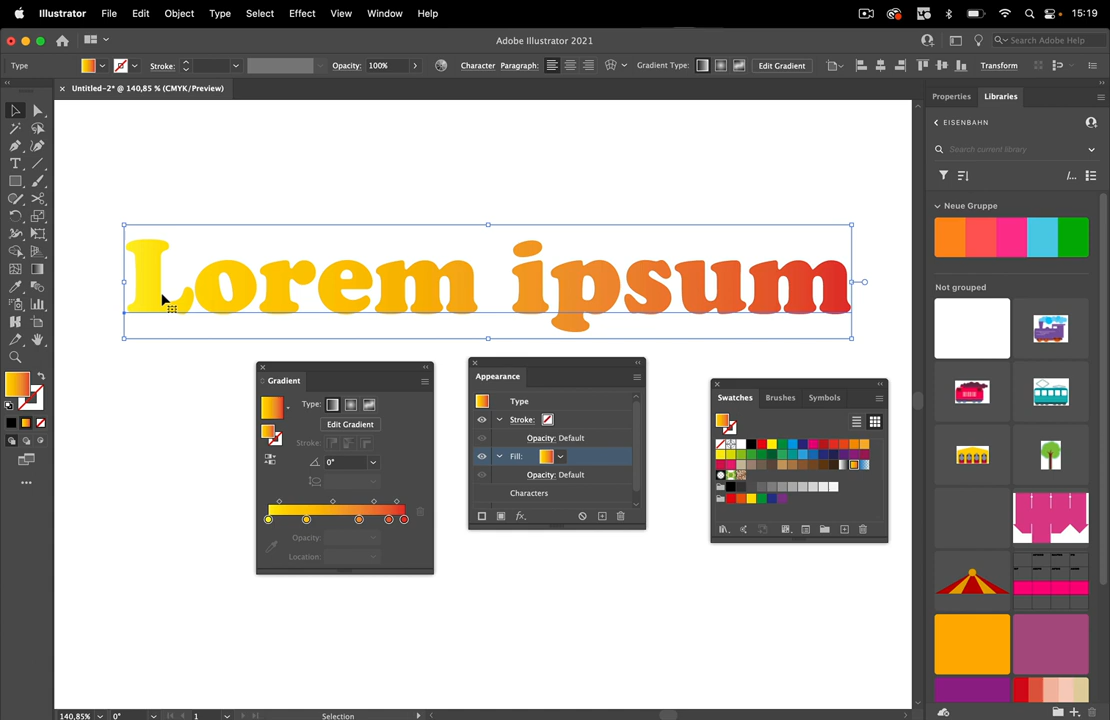 Illustrator File Edit Object Type Select Effect View Window Help 15:19
Adobe Illustrator 2021
Search Adobe Help
Type Stroke: Opacity: 100% Character Paragraph: Gradient Type: Edit Gradient Transform
Untitled-2* @ 140,85 % (CMYK/Preview)
Properties Libraries
EISENBAHN
Search current library
Neue Gruppe
Not grouped
Lorem ipsum
Gradient
Type:
Edit Gradient
Stroke:
0°
Opacity:
Location:
Appearance
Type
Stroke:
Opacity: Default
Fill:
Opacity: Default
Characters
Swatches Brushes Symbols
140,85% 0° 1 Selection